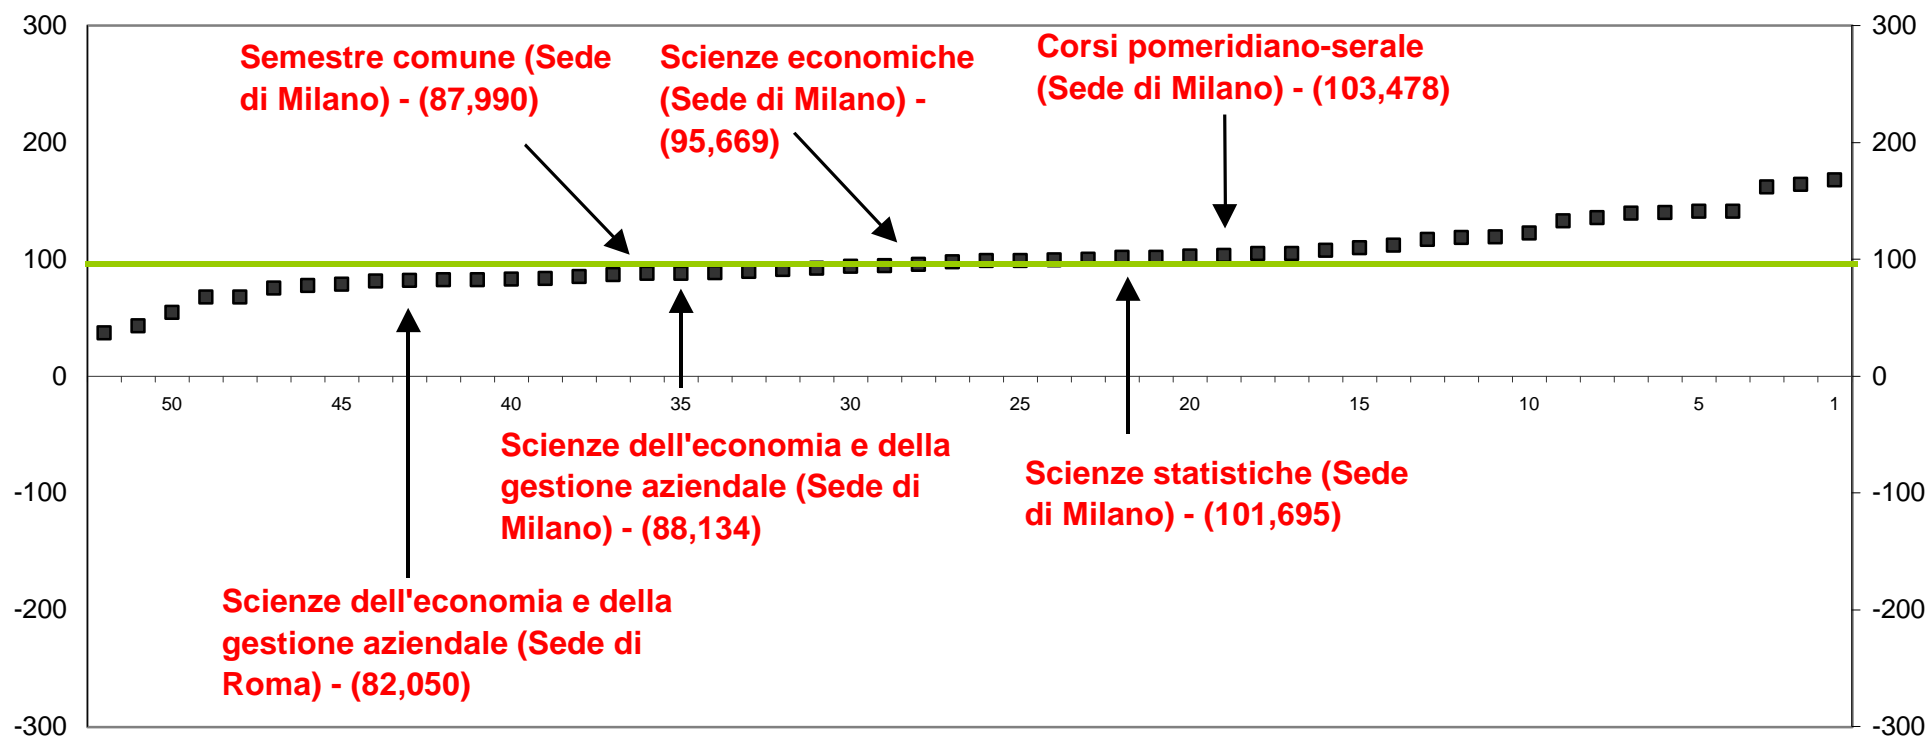 300
200
100
0
-100
-200
-300
300
200
100
0
-100
-200
-300
Semestre comune (Sede
di Milano) - (87,990)
Scienze economiche
(Sede di Milano) -
(95,669)
Corsi pomeridiano-serale
(Sede di Milano) - (103,478)
50 45 40 35 30 25 20 15 10 5 1
Scienze dell'economia e della
gestione aziendale (Sede di
Milano) - (88,134)
Scienze statistiche (Sede
di Milano) - (101,695)
Scienze dell'economia e della
gestione aziendale (Sede di
Roma) - (82,050)